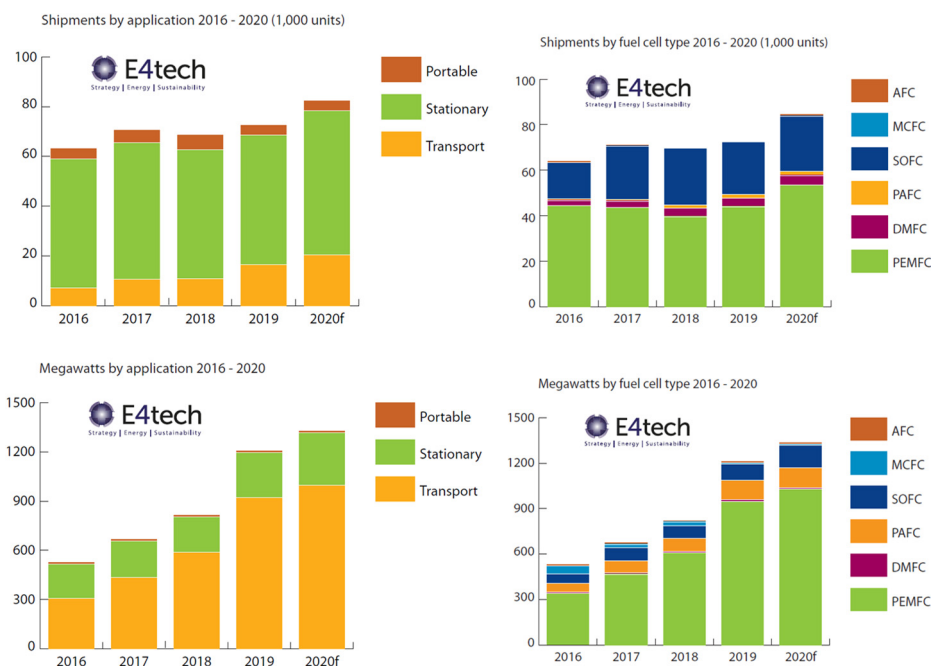 Shipments by application 2016 - 2020 (1,000 units)
E4tech
Strategy | Energy | Sustainability
100
80
60
40
20
0
2016 2017 2018 2019 2020f
Portable
Stationary
Transport
Shipments by fuel cell type 2016 - 2020 (1,000 units)
E4tech
Strategy | Energy | Sustainability
100
80
60
40
20
0
2016 2017 2018 2019 2020f
AFC
MCFC
SOFC
PAFC
DMFC
PEMFC
Megawatts by application 2016 - 2020
E4tech
Strategy | Energy | Sustainability
1500
1200
900
600
300
0
2016 2017 2018 2019 2020f
Portable
Stationary
Transport
Megawatts by fuel cell type 2016 - 2020
E4tech
Strategy | Energy | Sustainability
1500
1200
900
600
300
0
2016 2017 2018 2019 2020f
AFC
MCFC
SOFC
PAFC
DMFC
PEMFC